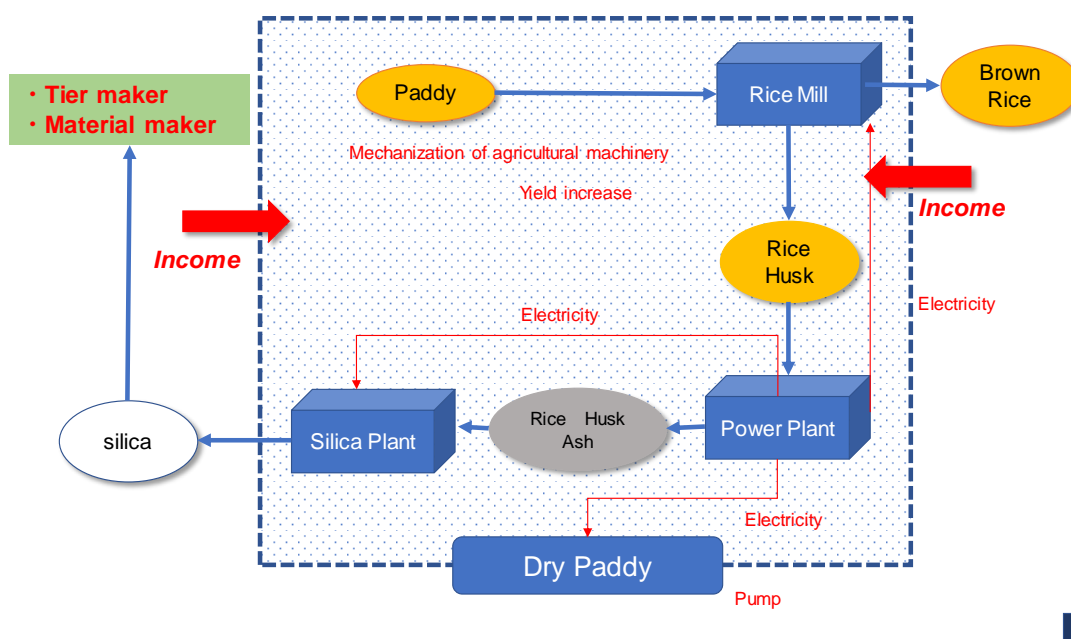 ・Tier maker
・Material maker
Paddy
Rice Mill
Brown
Rice
Mechanization of agricultural machinery
Yield increase
Income
Income
Rice
Husk
Electricity
Electricity
silica
Silica Plant
Rice Husk
Ash
Power Plant
Electricity
Dry Paddy
Pump